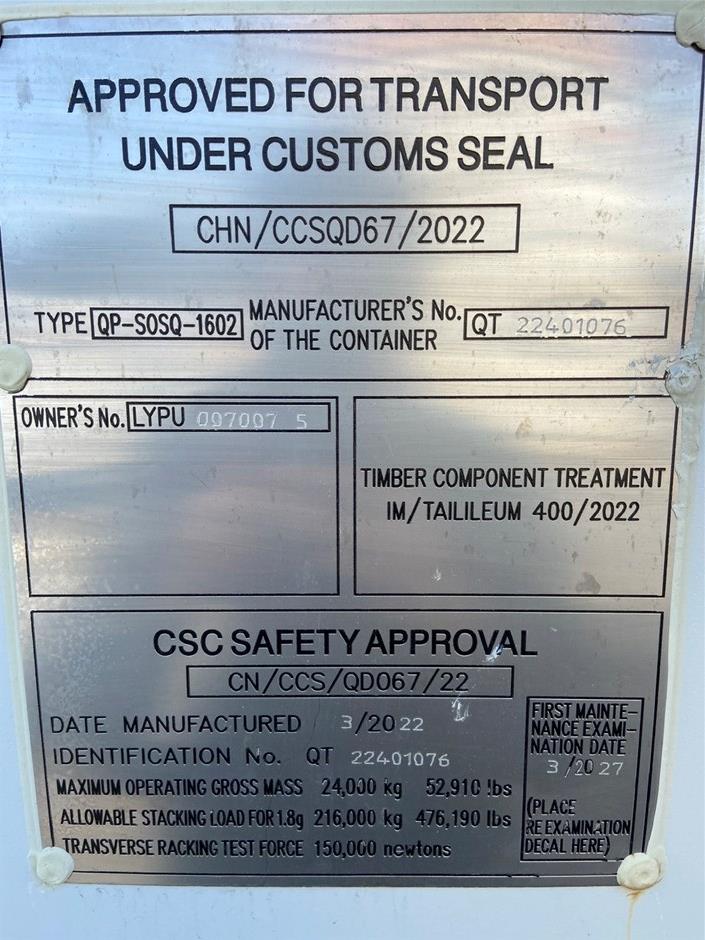 APPROVED FOR TRANSPORT
UNDER CUSTOMS SEAL
CHN/CCSQD67/2022
TYPE QP-SOSQ-1602 MANUFACTURER'S No. OF THE CONTAINER QT 22401076
OWNER'S No. LYPU 007007 5
TIMBER COMPONENT TREATMENT
IM/TAILILEUM 400/2022
CSC SAFETY APPROVAL
CN/CCS/QD067/22
DATE MANUFACTURED 3/2022
IDENTIFICATION No. QT 22401076
MAXIMUM OPERATING GROSS MASS 24,000 kg 52,910 lbs
ALLOWABLE STACKING LOAD FOR 1.8g 216,000 kg 476,190 lbs
TRANSVERSE RACKING TEST FORCE 150,000 newtons
FIRST MAINTE-
NANCE EXAMI-
NATION DATE
3/2027
(PLACE
RE EXAMINATION
DECAL HERE)